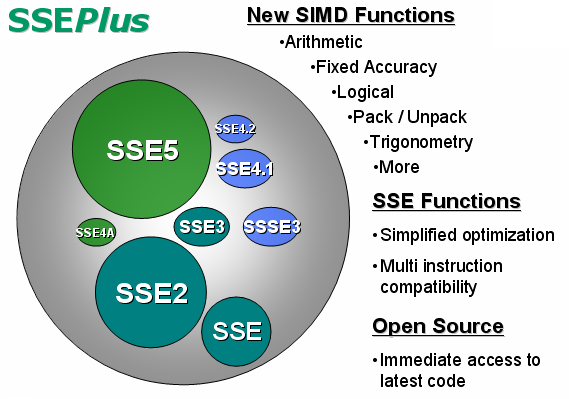 SSEPlus
New SIMD Functions
•Arithmetic
•Fixed Accuracy
•Logical
•Pack / Unpack
•Trigonometry
•More
SSE5
SSE4.2
SSE4.1
SSE4A
SSE3
SSSE3
SSE2
SSE
SSE Functions
•Simplified optimization
•Multi instruction
compatibility
Open Source
•Immediate access to
latest code